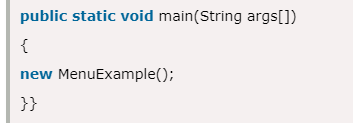 public static void main(String args[])
{
new MenuExample();
}}